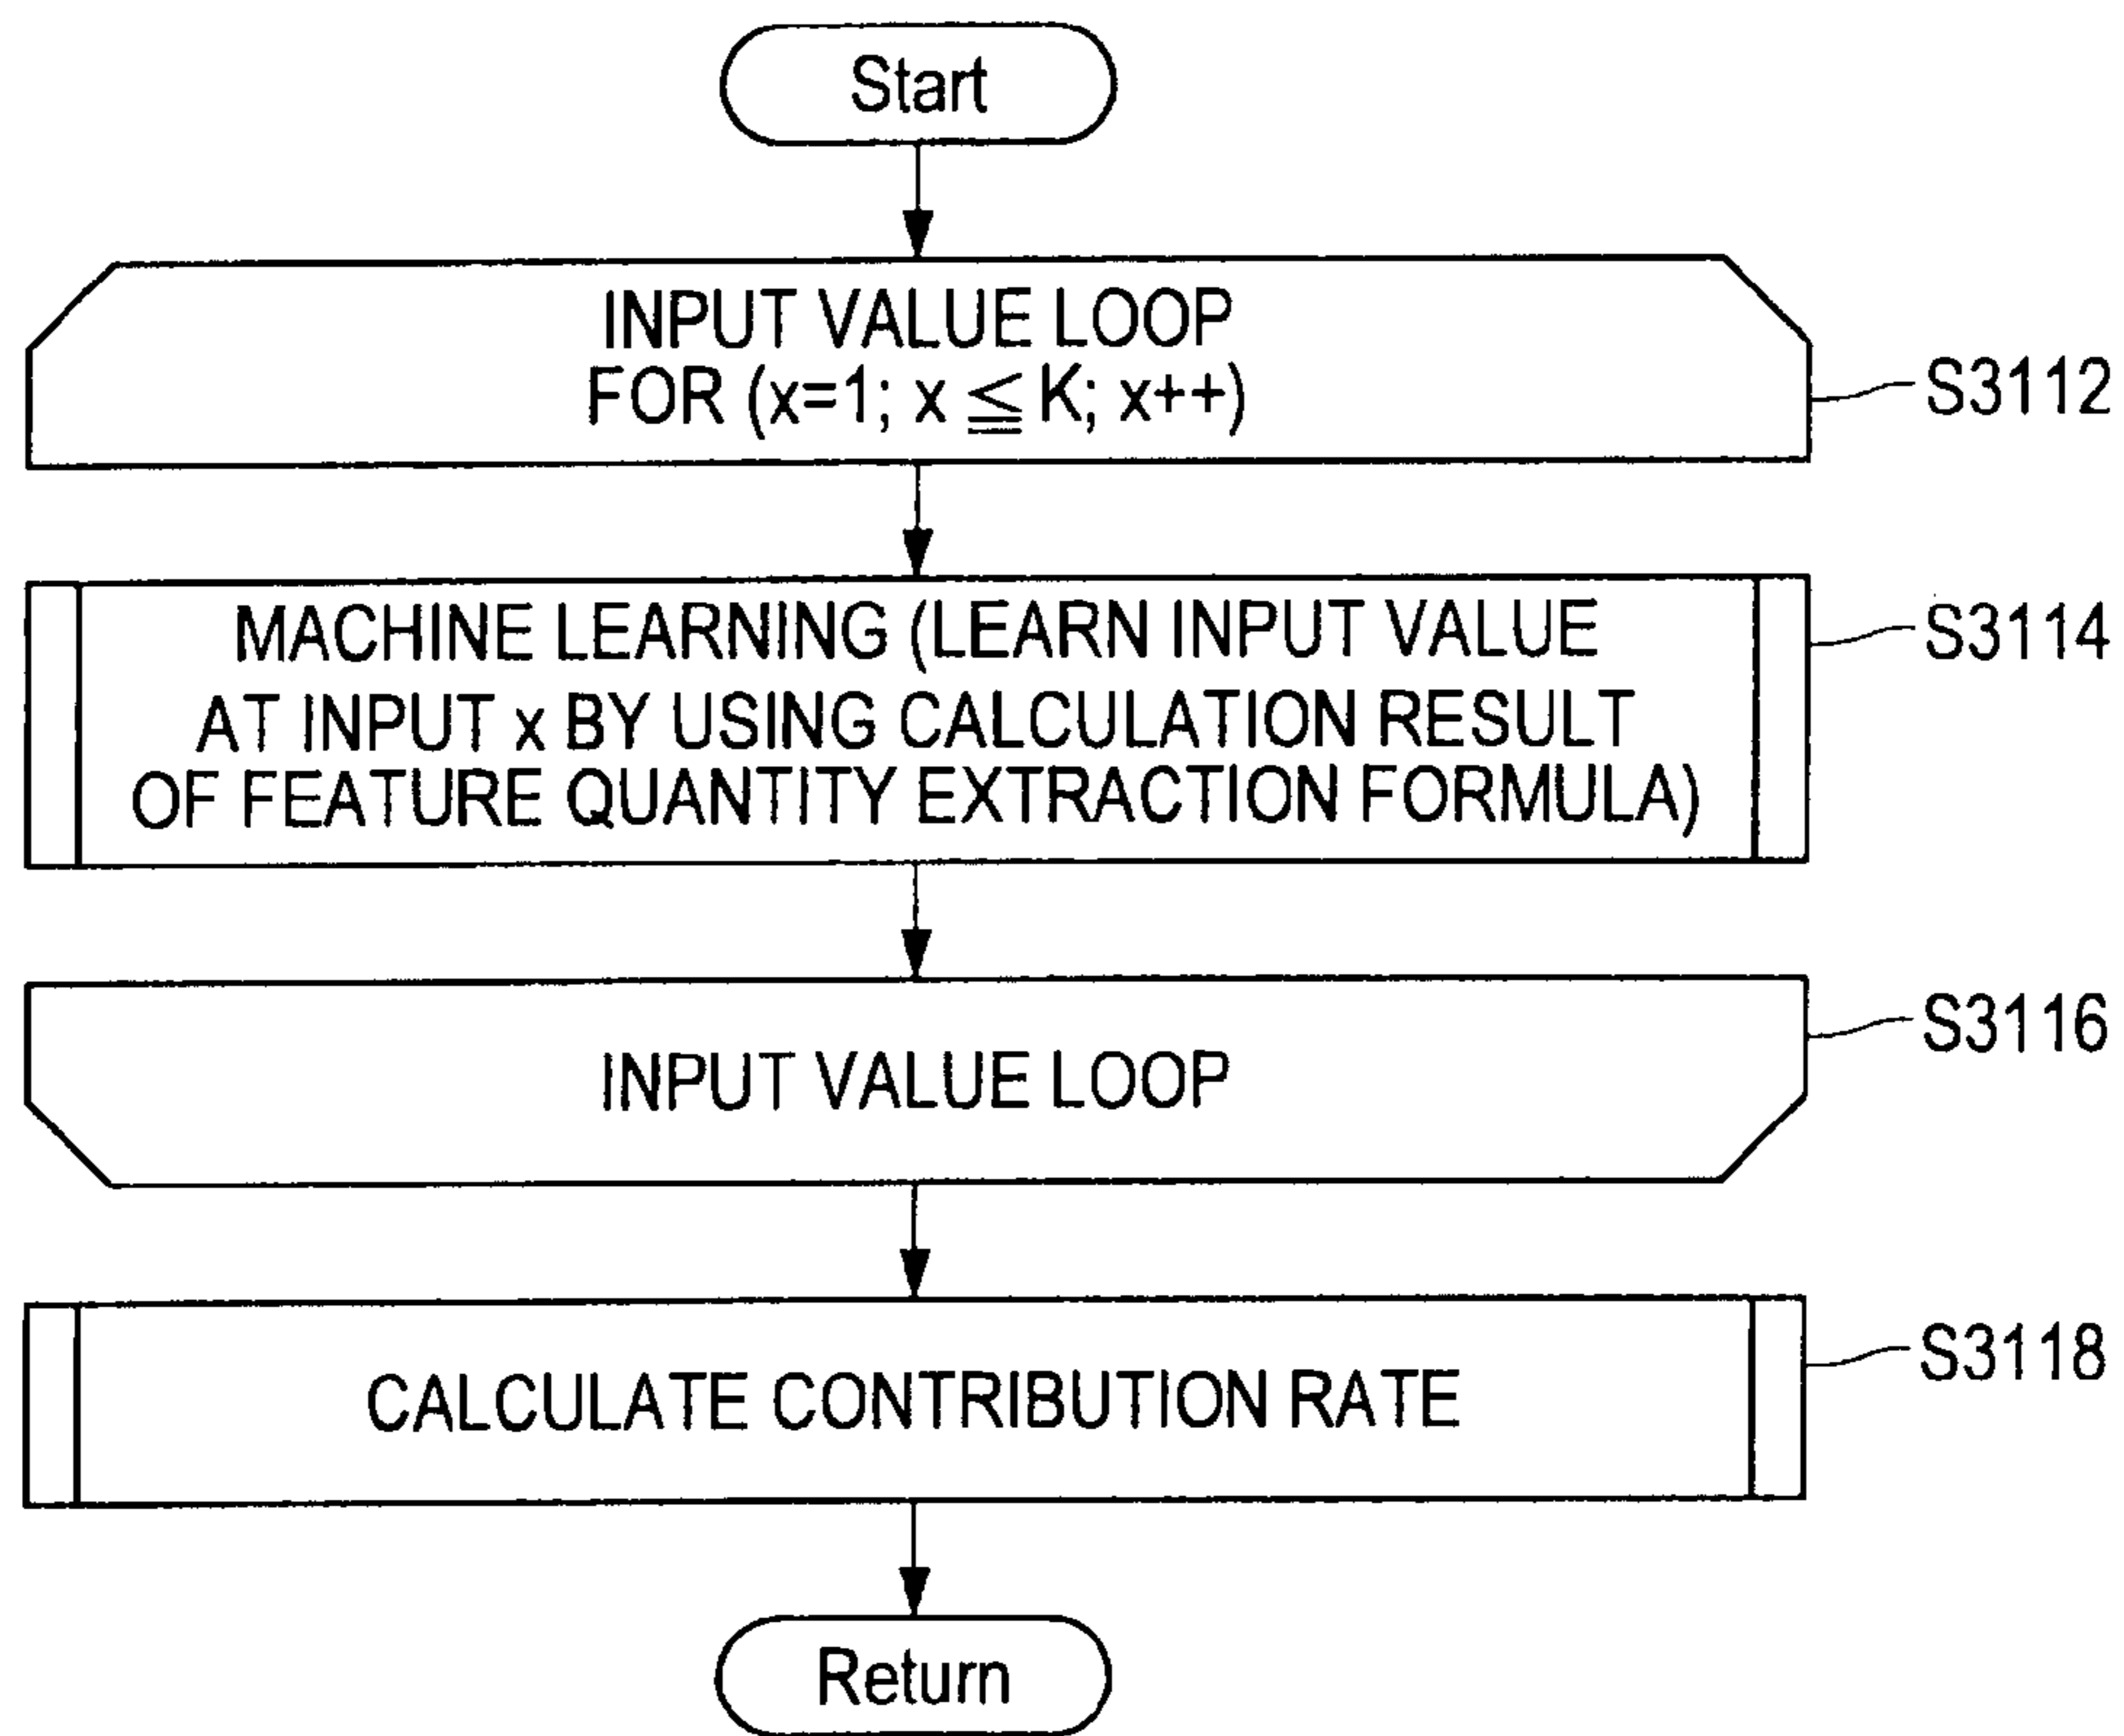 Start
INPUT VALUE LOOP
FOR (x=1; x ≦ K; x++)
S3112
MACHINE LEARNING (LEARN INPUT VALUE
AT INPUT x BY USING CALCULATION RESULT
OF FEATURE QUANTITY EXTRACTION FORMULA)
S3114
INPUT VALUE LOOP
S3116
CALCULATE CONTRIBUTION RATE
S3118
Return